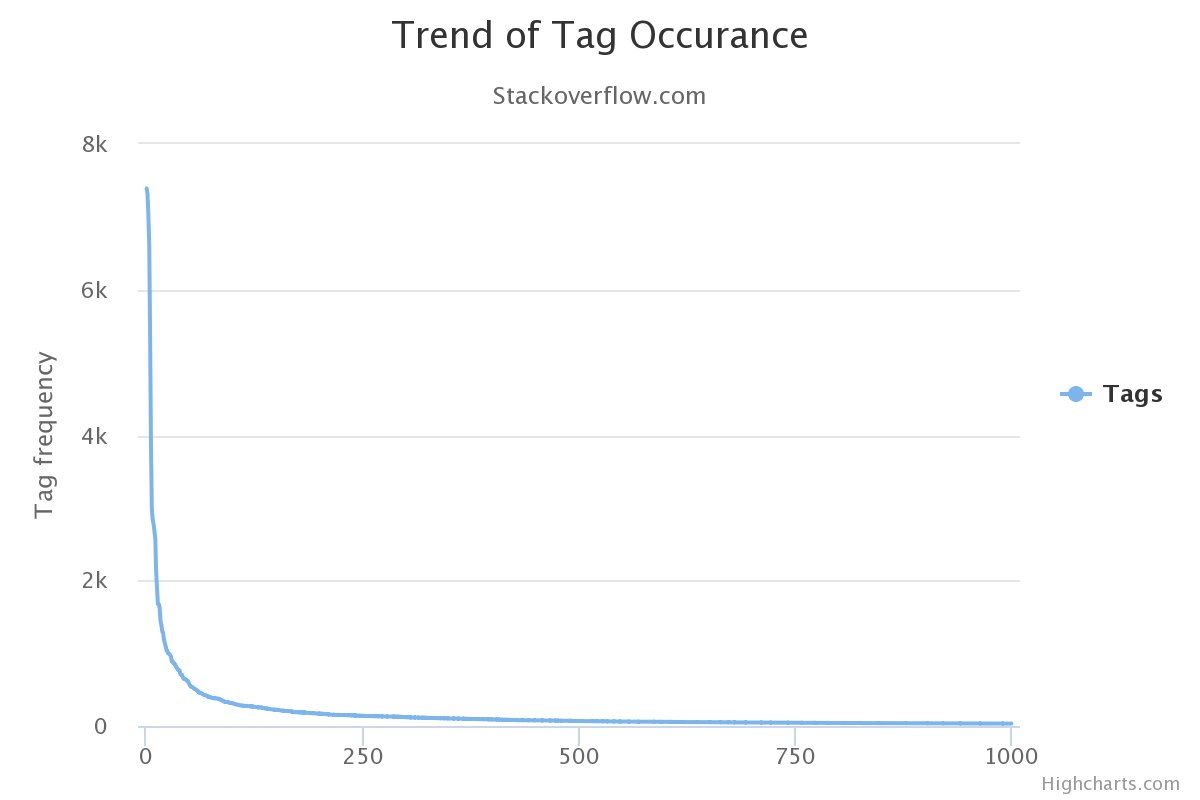 Trend of Tag Occurance
Stackoverflow.com
8k
6k
4k
2k
0
Tag frequency
Tags
0 250 500 750 1000
Highcharts.com